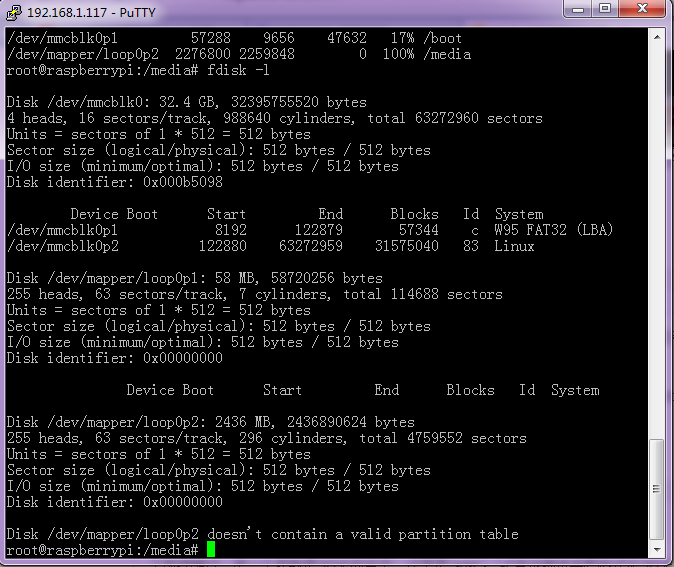 192.168.1.117 - PuTTY
/dev/mmcblk0p1 57288 9656 47632 17% /boot
/dev/mapper/loop0p2 2276800 2259848 0 100% /media
root@raspberrypi:/media# fdisk -l
Disk /dev/mmcblk0: 32.4 GB, 32395755520 bytes
4 heads, 16 sectors/track, 988640 cylinders, total 63272960 sectors
Units = sectors of 1 * 512 = 512 bytes
Sector size (logical/physical): 512 bytes / 512 bytes
I/O size (minimum/optimal): 512 bytes / 512 bytes
Disk identifier: 0x000b5098
Device Boot Start End Blocks Id System
/dev/mmcblk0p1 8192 122879 57344 c W95 FAT32 (LBA)
/dev/mmcblk0p2 122880 63272959 31575040 83 Linux
Disk /dev/mapper/loop0p1: 58 MB, 58720256 bytes
255 heads, 63 sectors/track, 7 cylinders, total 114688 sectors
Units = sectors of 1 * 512 = 512 bytes
Sector size (logical/physical): 512 bytes / 512 bytes
I/O size (minimum/optimal): 512 bytes / 512 bytes
Disk identifier: 0x00000000
Device Boot Start End Blocks Id System
Disk /dev/mapper/loop0p2: 2436 MB, 2436890624 bytes
255 heads, 63 sectors/track, 296 cylinders, total 4759552 sectors
Units = sectors of 1 * 512 = 512 bytes
Sector size (logical/physical): 512 bytes / 512 bytes
I/O size (minimum/optimal): 512 bytes / 512 bytes
Disk identifier: 0x00000000
Disk /dev/mapper/loop0p2 doesn't contain a valid partition table
root@raspberrypi:/media#